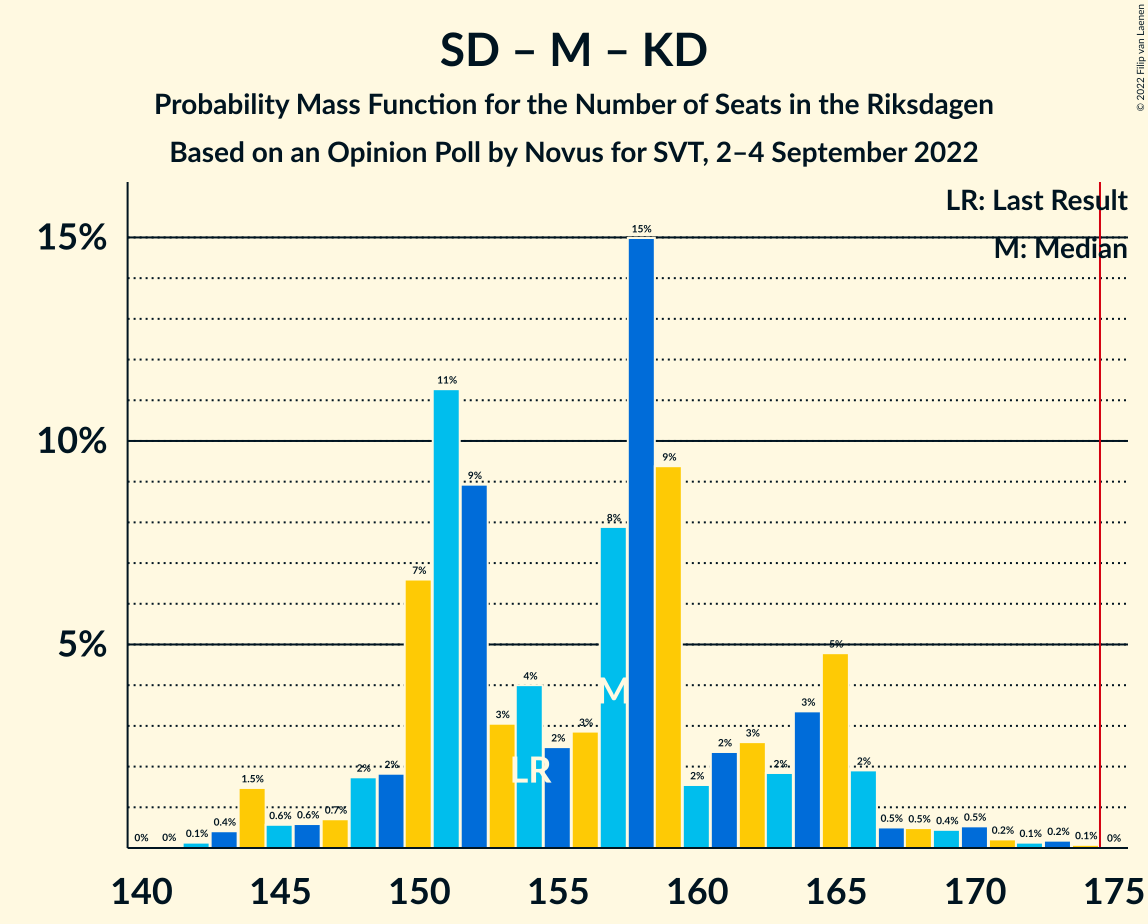 SD – M – KD
Probability Mass Function for the Number of Seats in the Riksdagen
Based on an Opinion Poll by Novus for SVT, 2–4 September 2022
© 2022 Filip van Laenen
LR: Last Result
M: Median
15%
10%
5%
0% 0% 0.1% 0.4% 1.5% 0.6% 0.6% 0.7% 2% 2% 7% 11% 9% 3% 4% 2% 3% 8% 15% 9% 2% 2% 3% 2% 3% 5% 2% 0.5% 0.5% 0.4% 0.5% 0.2% 0.1% 0.2% 0.1% 0%
M
LR
140 145 150 155 160 165 170 175